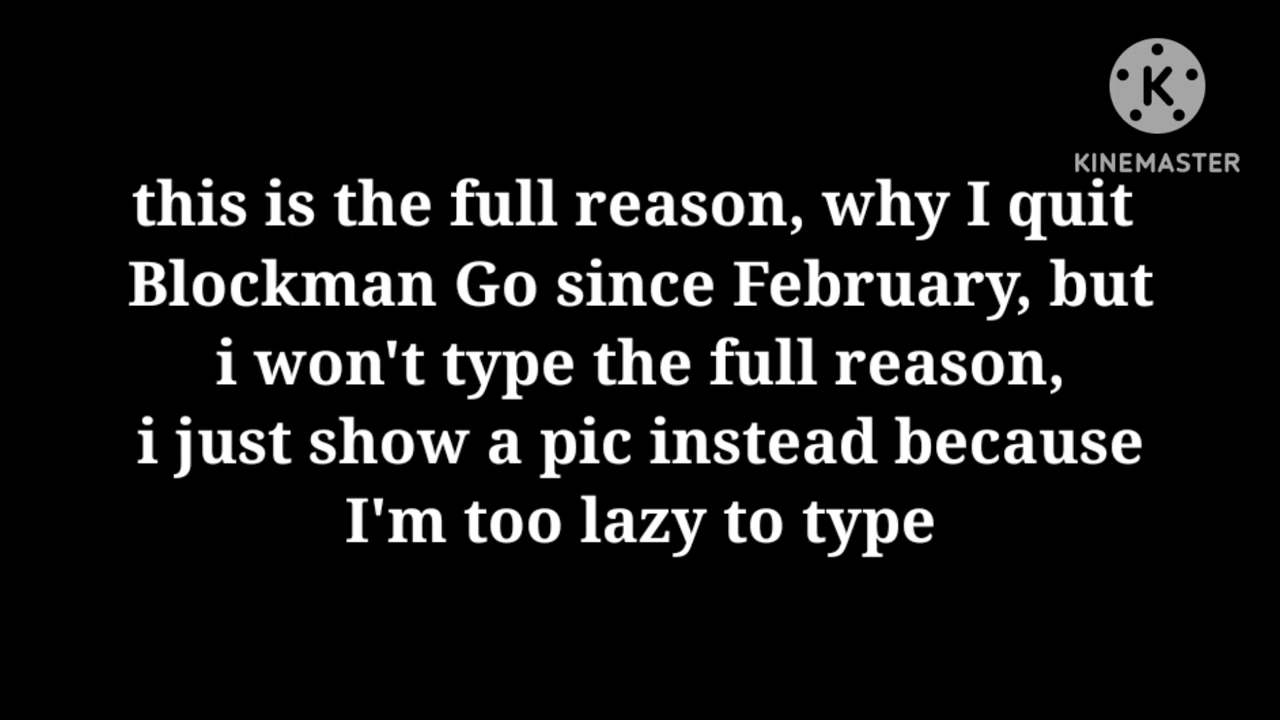 K
KINEMASTER
this is the full reason, why I quit
Blockman Go since February, but
i won't type the full reason,
i just show a pic instead because
I'm too lazy to type